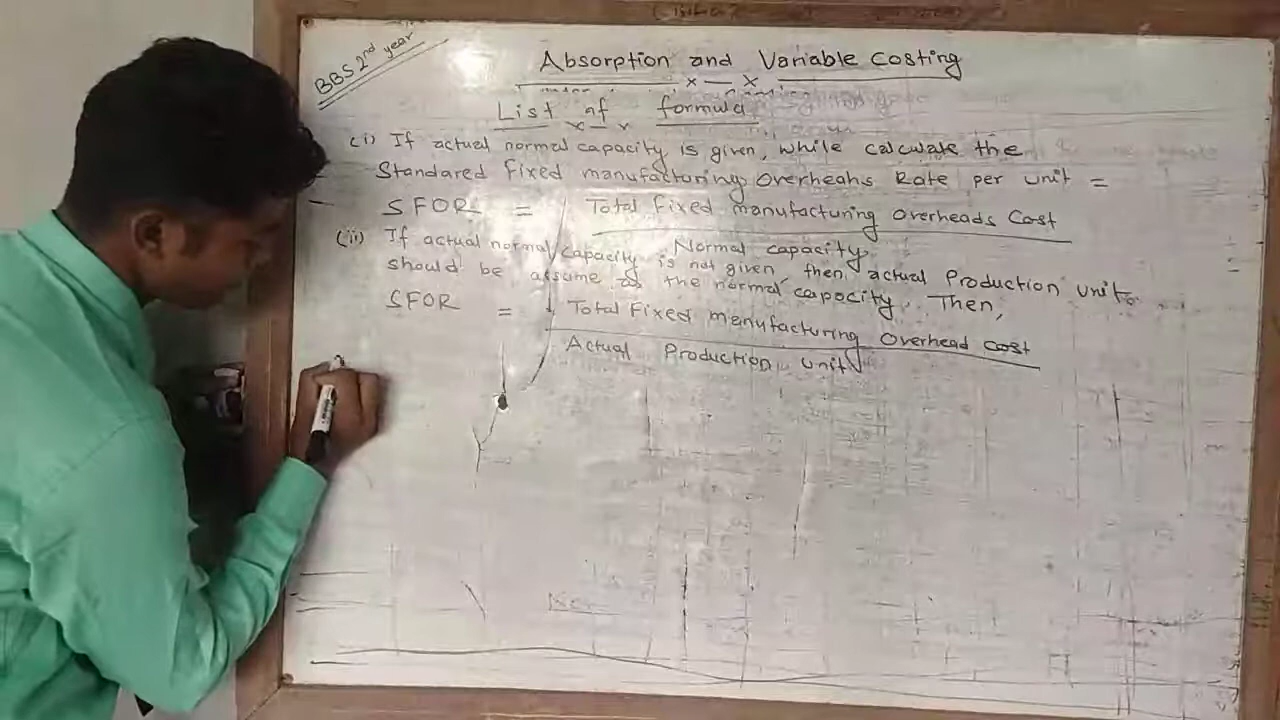 BBS 2nd year
Absorption and Variable costing
List of formula
(i) If actual normal capacity is given, while calculate the
Standared fixed manufacturing Overheahs Rate per unit =
SFOR = Total fixed manufacturing Overheads Cost
Normal capacity
(ii) If actual normal capacity is not given, then actual Production units
should be assume as the normal capocity. Then,
SFOR = Total Fixed manufacturing Overhead cost
Actual Production unit